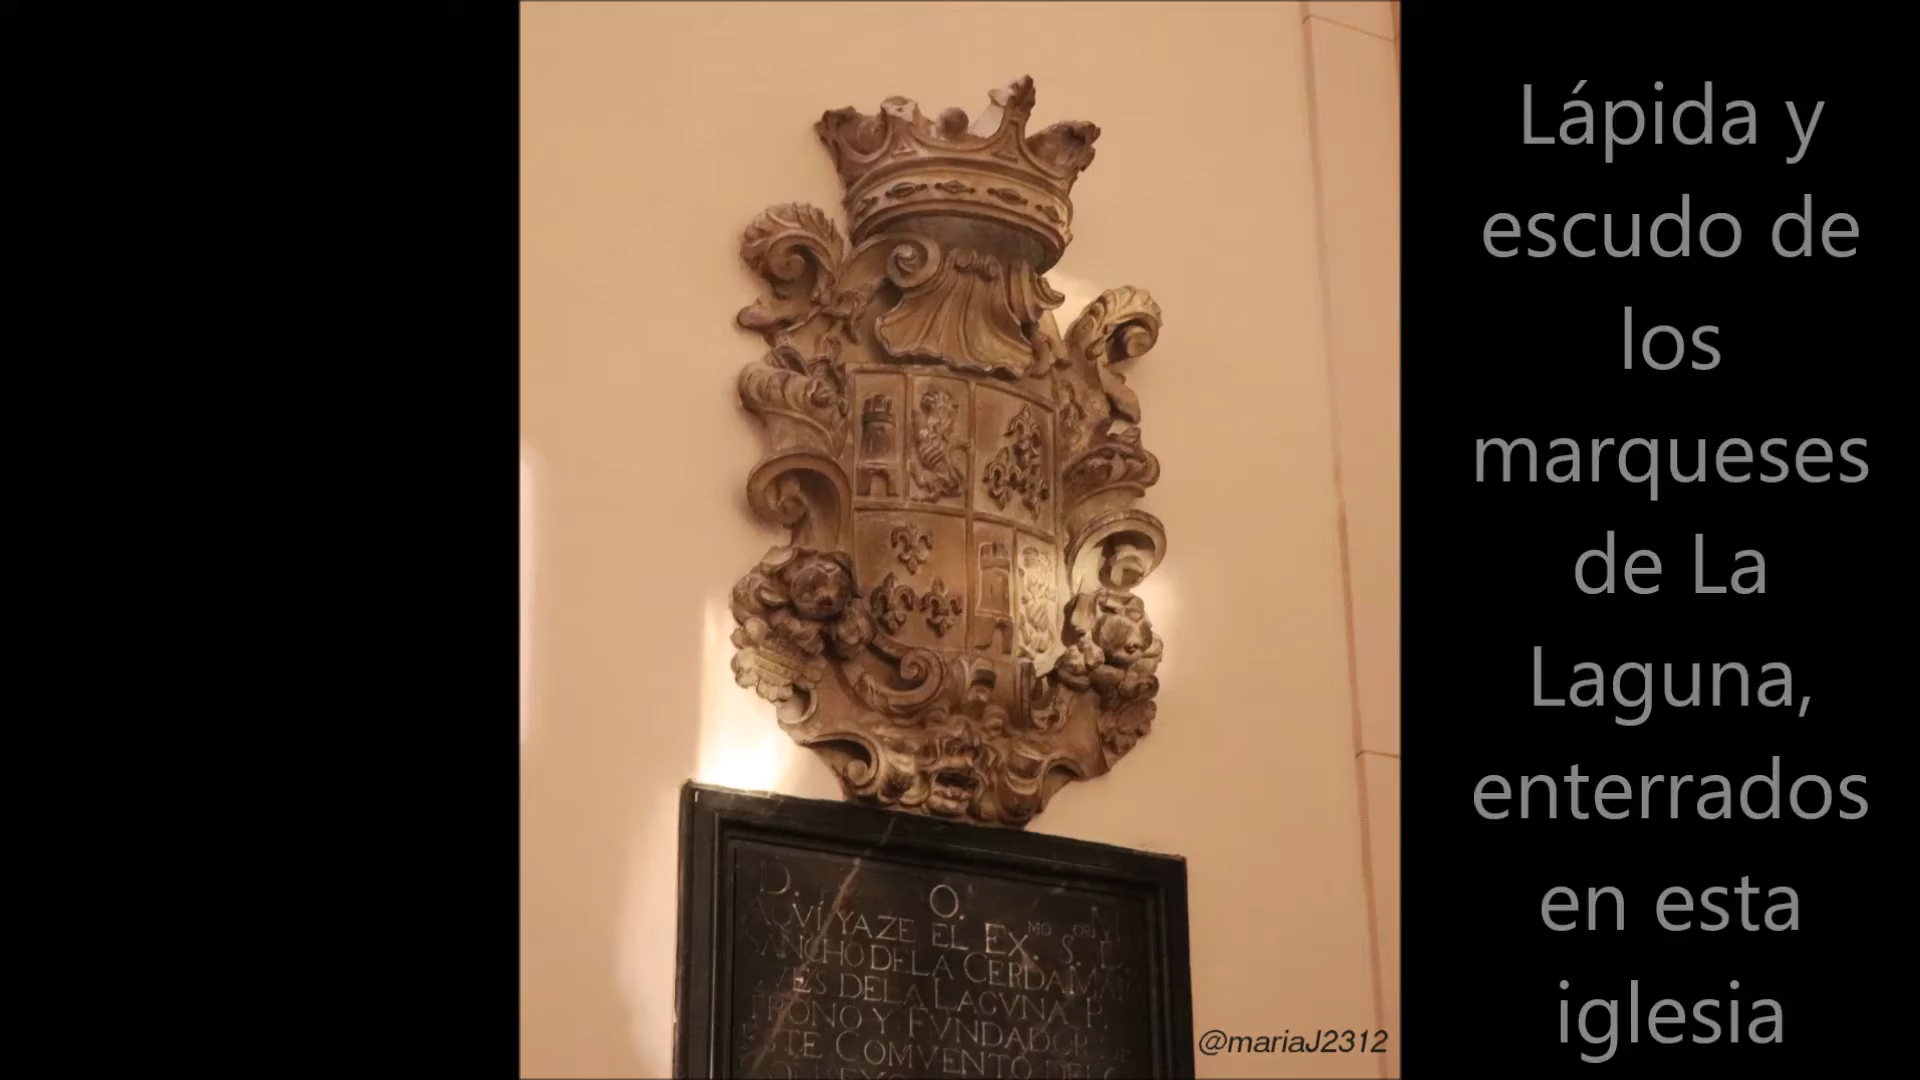 Lápida y
escudo de
los
marqueses
de La
Laguna,
enterrados
en esta
iglesia
D. O. M
AQVÍ YAZE EL EX.MO S.OR D.
SANCHO DE LA CERDA MAR
DE LA LAGVNA P.
TRONO Y FVNDADOR DE
ESTE COMVENTO DE
@mariaJ2312